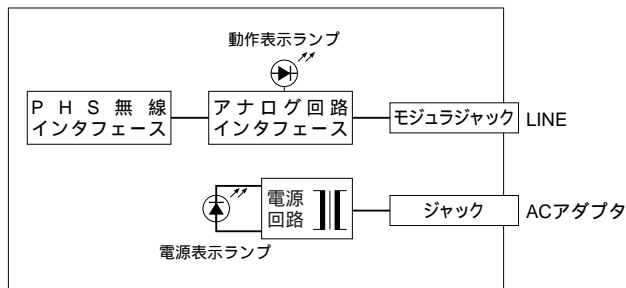 動作表示ランプ
PHS無線
インタフェース
アナログ回路
インタフェース
モジュラジャック
LINE
電源
回路
ジャック
ACアダプタ
電源表示ランプ